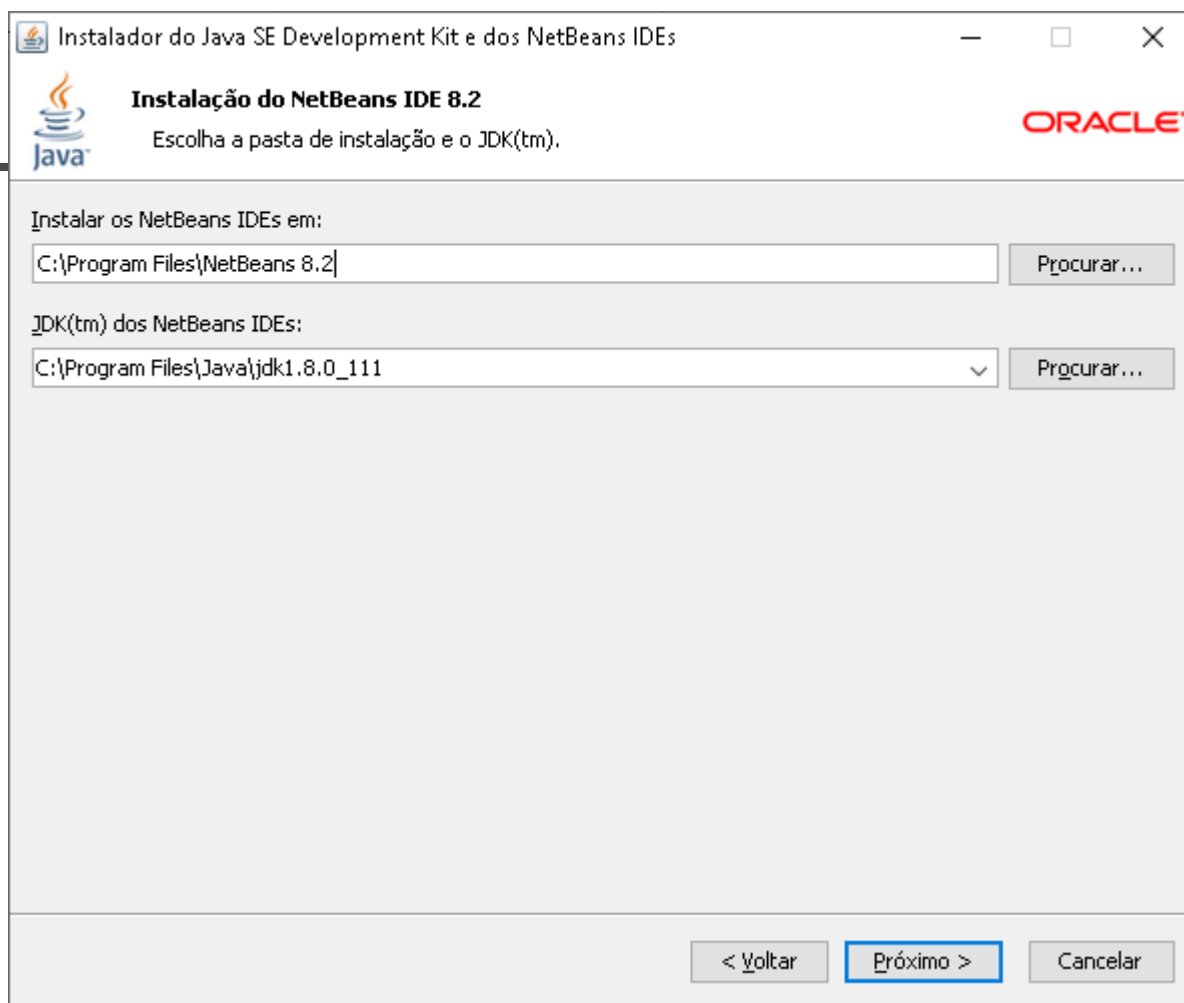 Instalador do Java SE Development Kit e dos NetBeans IDEs
Instalação do NetBeans IDE 8.2
Escolha a pasta de instalação e o JDK(tm).
Java™
ORACLE
Instalar os NetBeans IDEs em:
C:\Program Files\NetBeans 8.2
Procurar...
JDK(tm) dos NetBeans IDEs:
C:\Program Files\Java\jdk1.8.0_111
Procurar...
< Voltar
Próximo >
Cancelar